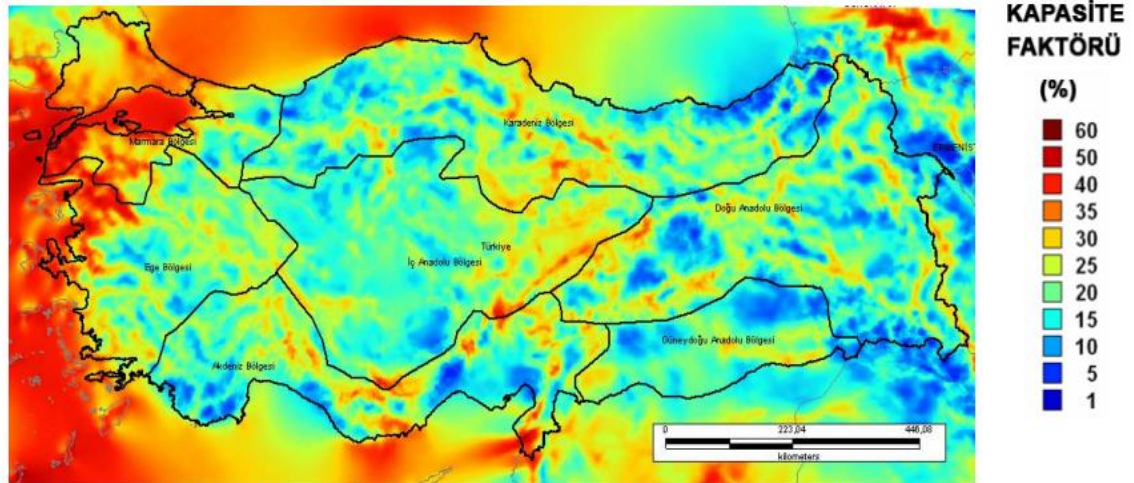 KAPASİTE
FAKTÖRÜ
(%)
60
50
40
35
30
25
20
15
10
5
1
Marmara Bölgesi
Karadeniz Bölgesi
Doğu Anadolu Bölgesi
Türkiye
İç Anadolu Bölgesi
Ege Bölgesi
Akdeniz Bölgesi
Güneydoğu Anadolu Bölgesi
0 223,04 446,08
kilometers